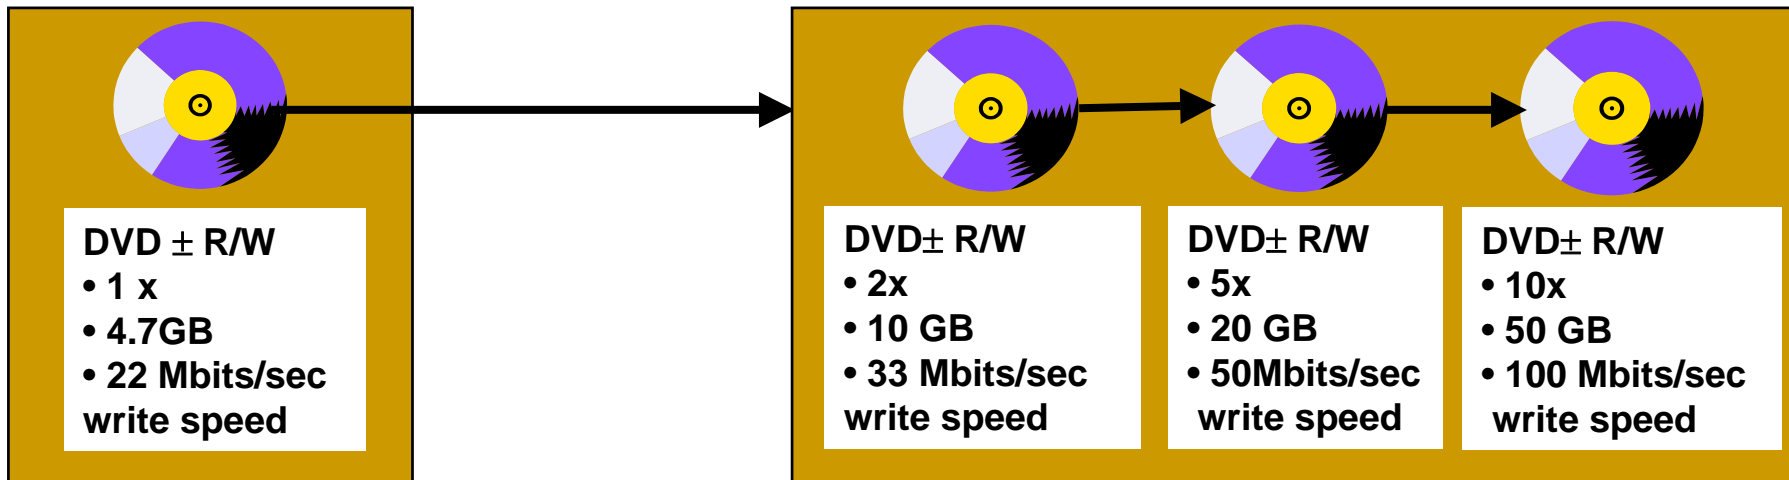 DVD ± R/W
• 1 x
• 4.7GB
• 22 Mbits/sec
write speed
DVD± R/W
• 2x
• 10 GB
• 33 Mbits/sec
write speed
DVD± R/W
• 5x
• 20 GB
• 50Mbits/sec
write speed
DVD± R/W
• 10x
• 50 GB
• 100 Mbits/sec
write speed